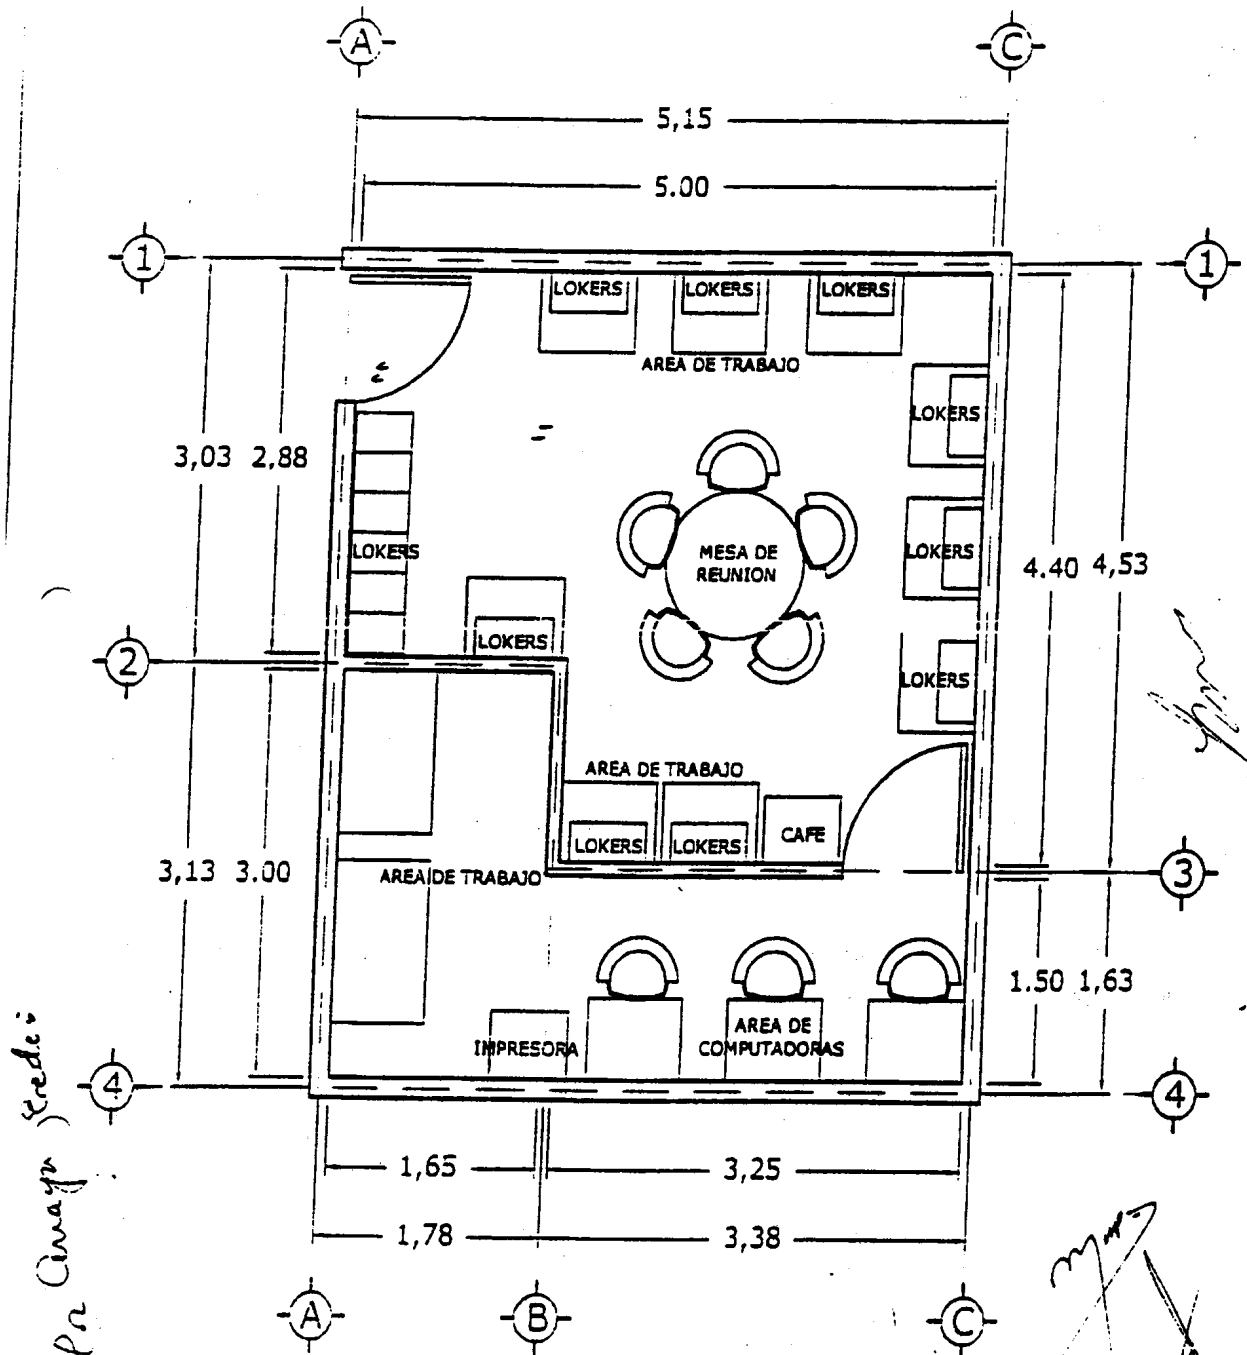 A C
5,15
5.00
1 1
LOKERS LOKERS LOKERS
AREA DE TRABAJO
LOKERS
3,03 2,88
LOKERS
MESA DE
REUNION
LOKERS
4.40 4,53
LOKERS
2
LOKERS
AREA DE TRABAJO
LOKERS LOKERS CAFE
3,13 3.00
AREA DE TRABAJO
3
1.50 1,63
IMPRESORA
AREA DE
COMPUTADORAS
4 4
1,65 3,25
1,78 3,38
A B C